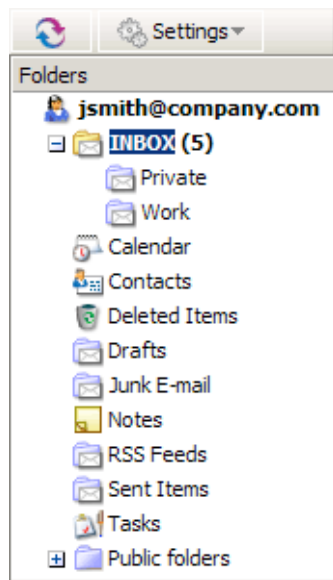 Settings
Folders
jsmith@company.com
INBOX (5)
Private
Work
Calendar
Contacts
Deleted Items
Drafts
Junk E-mail
Notes
RSS Feeds
Sent Items
Tasks
Public folders